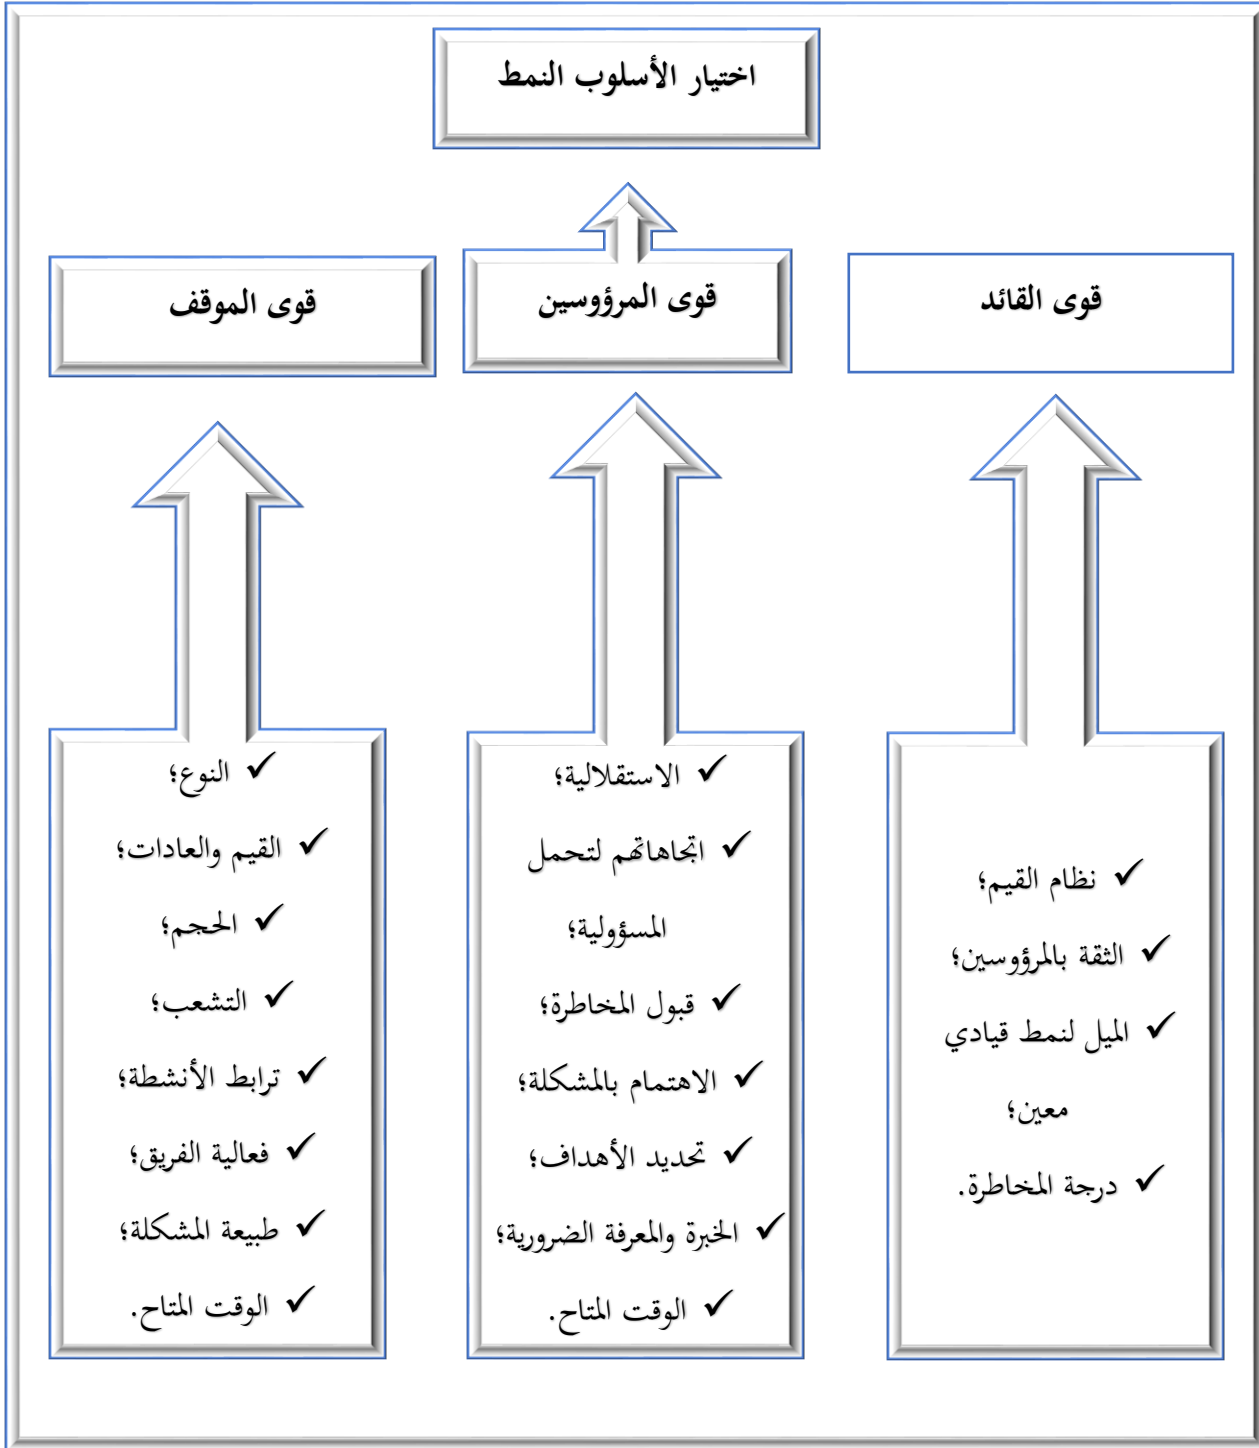 اختيار الأسلوب النمط
قوى القائد
قوى المرؤوسين
قوى الموقف
✓ نظام القيم؛
✓ الثقة بالمرؤوسين؛
✓ الميل لنمط قيادي
معين؛
✓ درجة المخاطرة.
✓ الاستقلالية؛
✓ اتجاهاتهم لتحمل
المسؤولية؛
✓ قبول المخاطرة؛
✓ الاهتمام بالمشكلة؛
✓ تحديد الأهداف؛
✓ الخبرة والمعرفة الضرورية؛
✓ الوقت المتاح.
✓ النوع؛
✓ القيم والعادات؛
✓ الحجم؛
✓ التشعب؛
✓ ترابط الأنشطة؛
✓ فعالية الفريق؛
✓ طبيعة المشكلة؛
✓ الوقت المتاح.